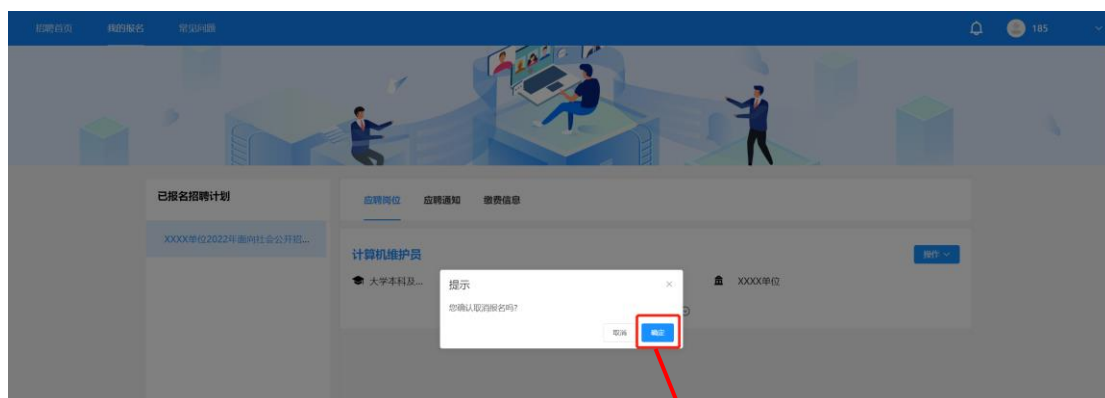 招聘首页 我的报名 常见问题 185
已报名招聘计划
应聘岗位 应聘通知 缴费信息
XXXX单位2022年面向社会公开招...
计算机维护员 操作
大学本科及... XXXX单位
提示
您确认取消报名吗?
取消 确定